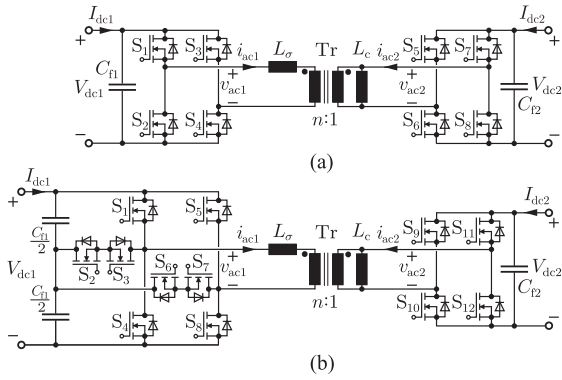 I_dc1 I_dc2
+ S_1 S_3 i_ac1 L_σ Tr L_c i_ac2 S_5 S_7 +
V_dc1 C_f1 + v_ac1 − + v_ac2 − C_f2 V_dc2
− S_2 S_4 n:1 S_6 S_8 −
(a)
I_dc1 I_dc2
+ S_1 S_5 i_ac1 L_σ Tr L_c i_ac2 S_9 S_11 +
C_f1/2 S_2 S_3 S_6 S_7 + v_ac1 − + v_ac2 −
V_dc1 C_f2 V_dc2
C_f1/2 S_4 S_8 n:1 S_10 S_12
− −
(b)